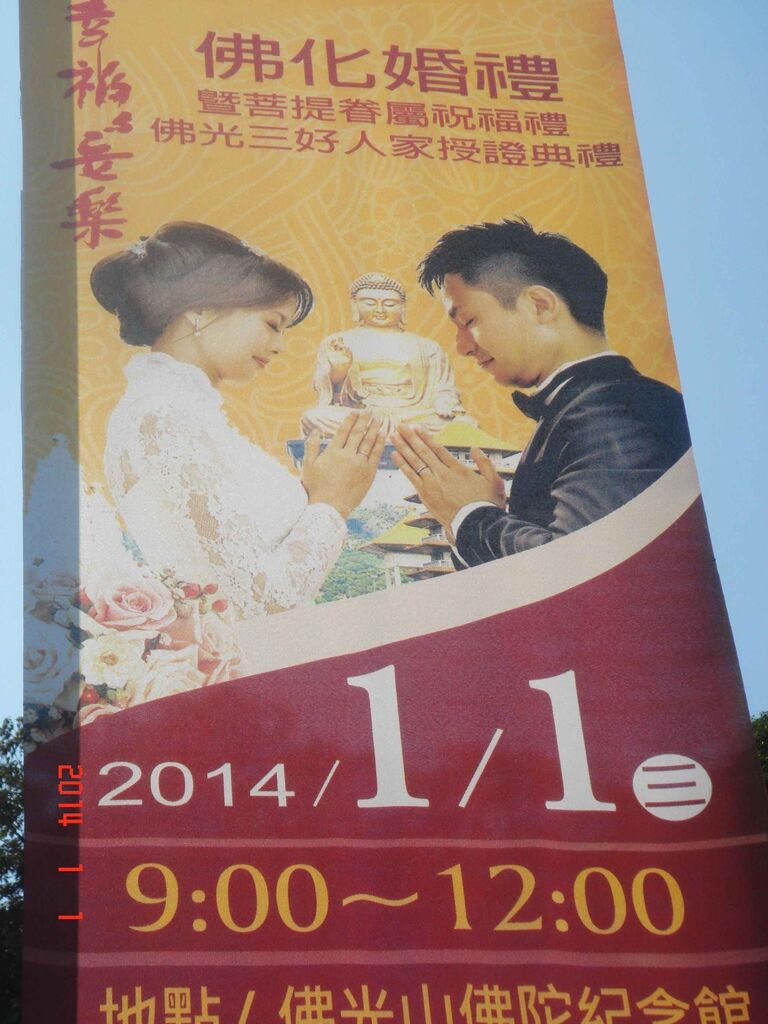 幸福與安樂
佛化婚禮
暨菩提眷屬祝福禮
佛光三好人家授證典禮
2014/1/1 三
9:00～12:00
地點/佛光山佛陀紀念館
2014 1 1